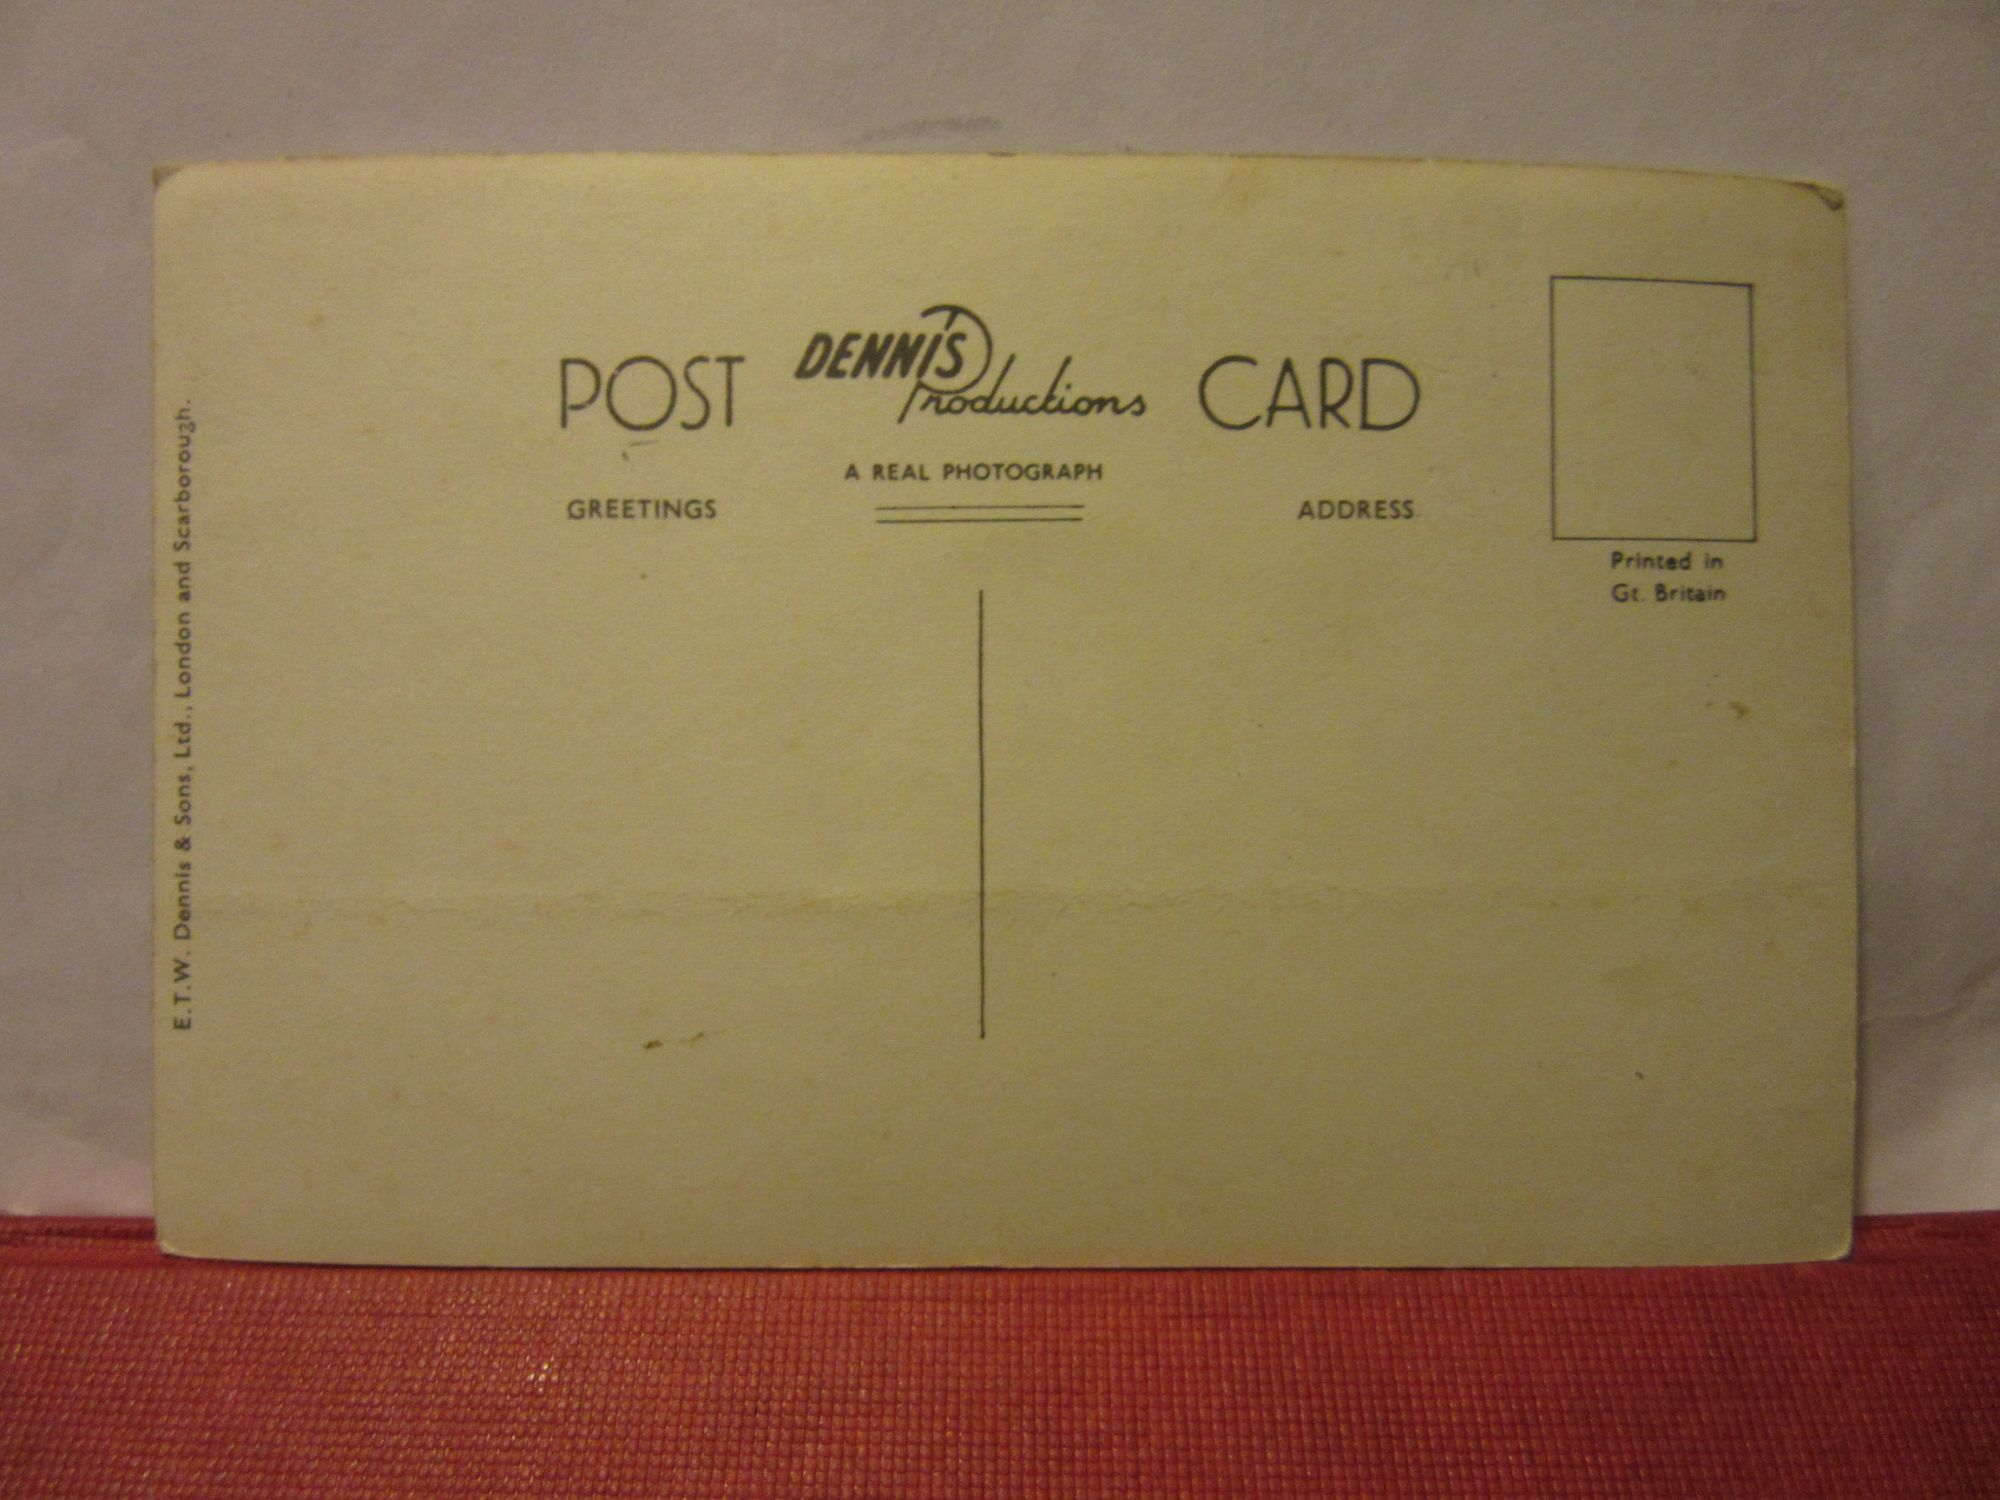 POST DENNIS Productions CARD
A REAL PHOTOGRAPH
GREETINGS ADDRESS
Printed in
Gt. Britain
E.T.W. Dennis & Sons, Ltd., London and Scarborough.